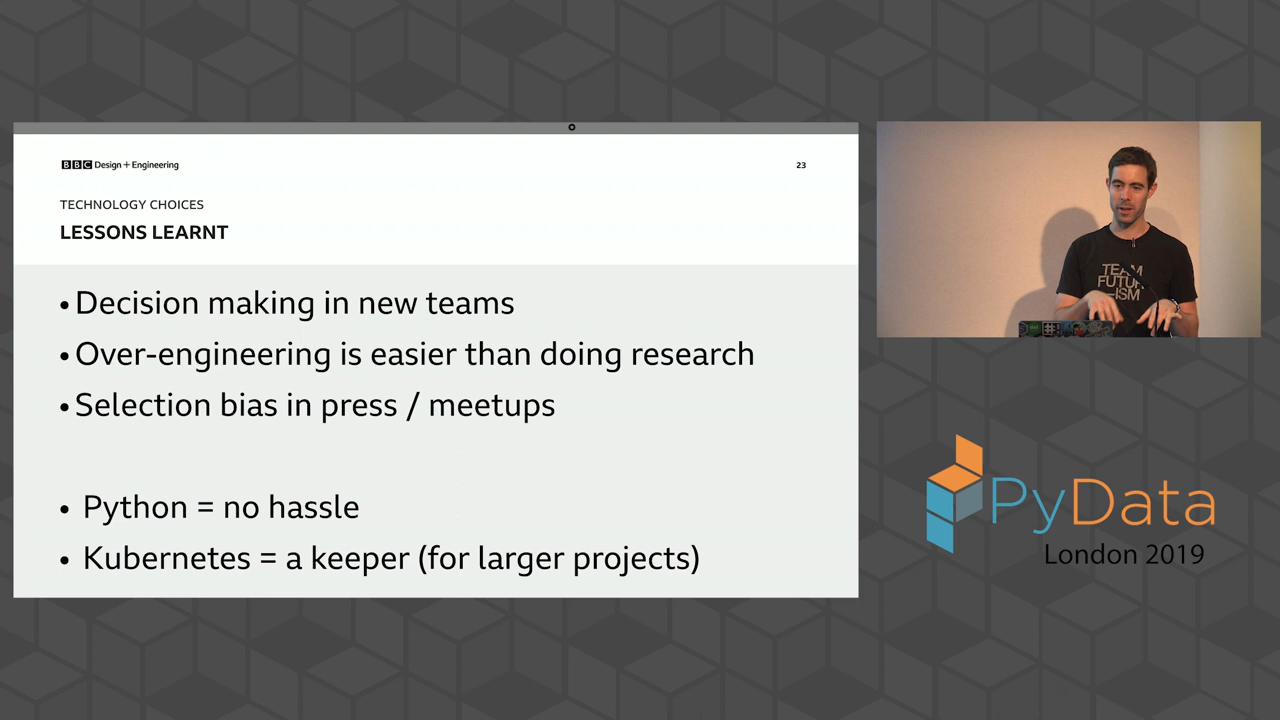 BBC Design + Engineering
23
TECHNOLOGY CHOICES
LESSONS LEARNT
• Decision making in new teams
• Over-engineering is easier than doing research
• Selection bias in press / meetups
• Python = no hassle
• Kubernetes = a keeper (for larger projects)
TEAM
FUTUR
—ISM
PyData
London 2019